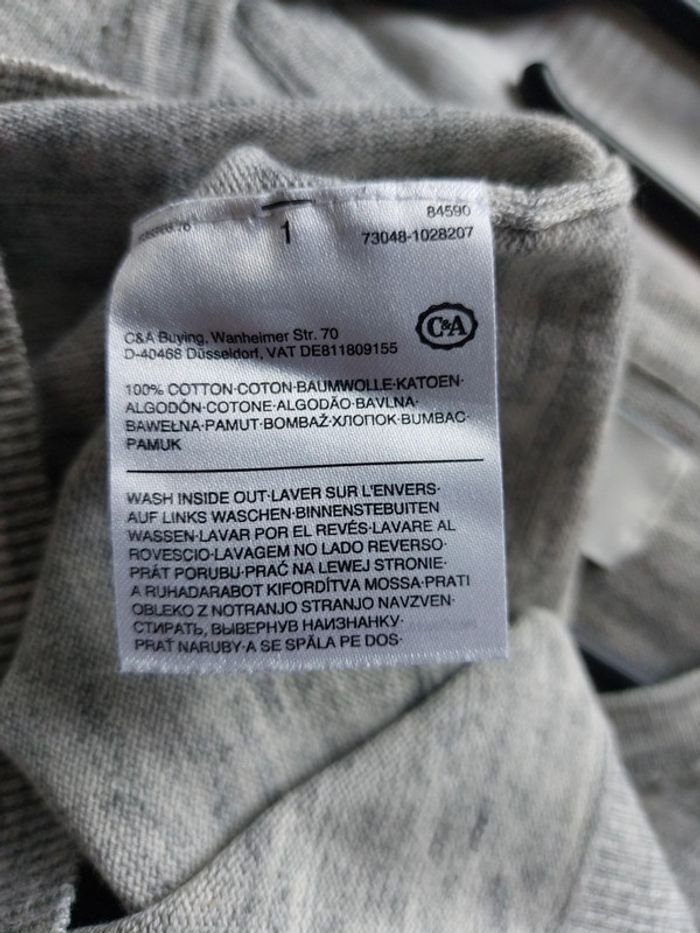 84590
1
73048-1028207
C&A
C&A Buying, Wanheimer Str. 70
D-40468 Düsseldorf, VAT DE811809155
100% COTTON·COTON·BAUMWOLLE·KATOEN·
ALGODÓN·COTONE·ALGODÃO·BAVLNA·
BAWEŁNA·PAMUT·BOMBAŽ·ХЛОПОК·BUMBAC·
PAMUK
WASH INSIDE OUT·LAVER SUR L'ENVERS·
AUF LINKS WASCHEN·BINNENSTEBUITEN
WASSEN·LAVAR POR EL REVÉS·LAVARE AL
ROVESCIO·LAVAGEM NO LADO REVERSO·
PRÁT PORUBU·PRAĆ NA LEWEJ STRONIE·
A RUHADARABOT KIFORDÍTVA MOSSA·PRATI
OBLEKO Z NOTRANJO STRANJO NAVZVEN·
СТИРАТЬ, ВЫВЕРНУВ НАИЗНАНКУ·
PRAŤ NARUBY·A SE SPĂLA PE DOS·